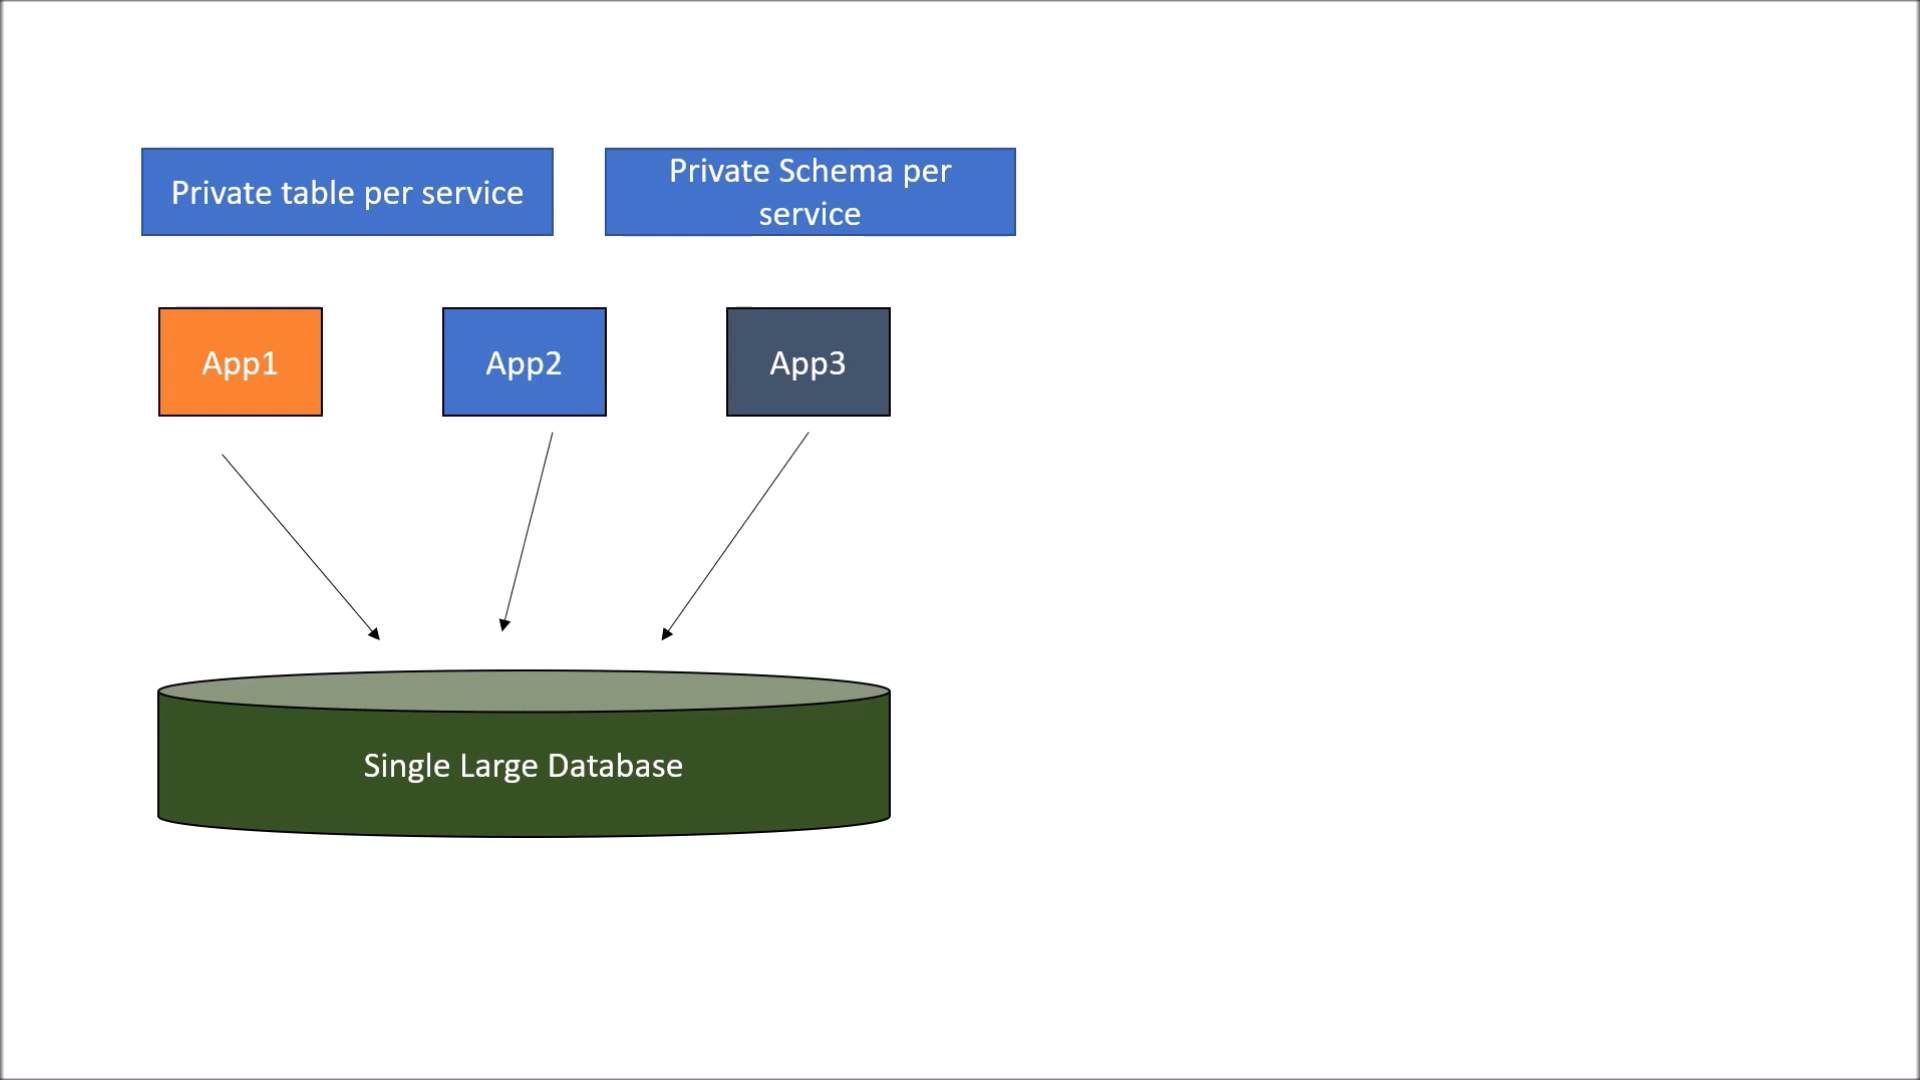 Private table per service
Private Schema per
service
App1
App2
App3
Single Large Database